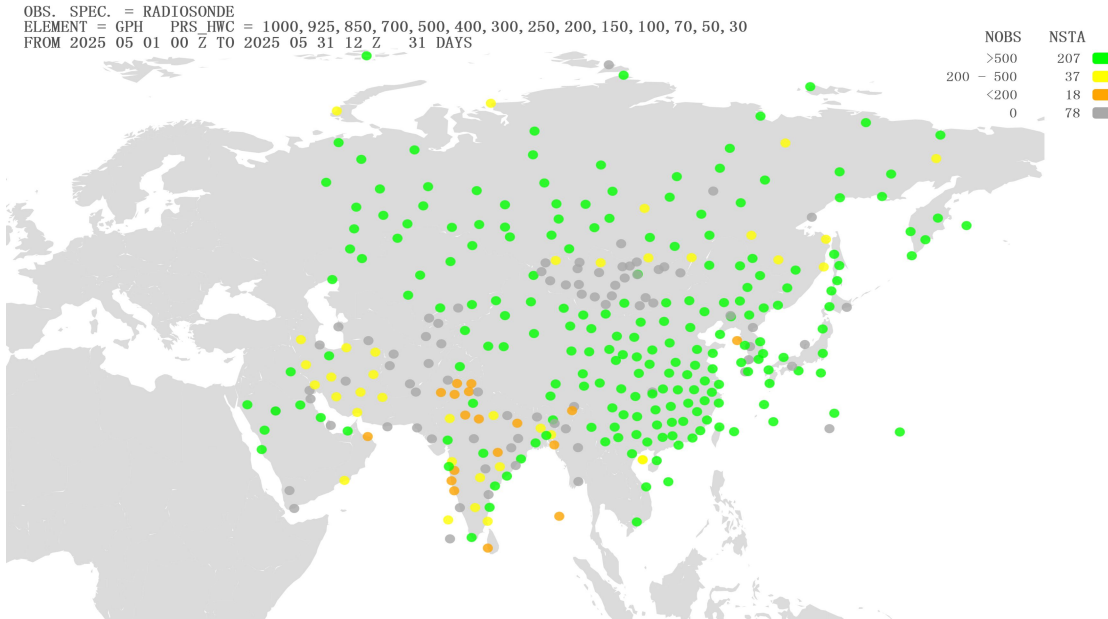 OBS. SPEC. = RADIOSONDE
ELEMENT = GPH   PRS_HWC = 1000,925,850,700,500,400,300,250,200,150,100,70,50,30
FROM 2025 05 01 00 Z TO 2025 05 31 12 Z   31 DAYS
NOBS NSTA
>500 207
200 - 500 37
<200 18
0 78